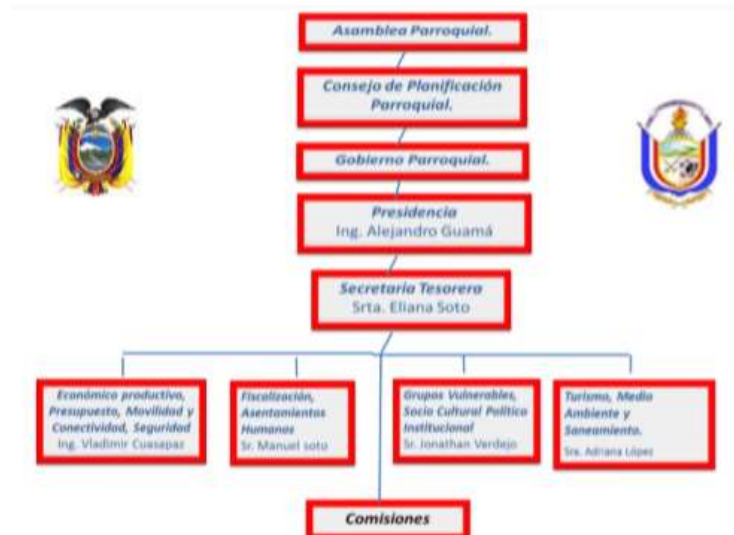 Asamblea Parroquial.
Consejo de Planificación
Parroquial.
Gobierno Parroquial.
Presidencia
Ing. Alejandro Guamá
Secretaria Tesorera
Srta. Eliana Soto
Económico productivo,
Presupuesto, Movilidad y
Conectividad, Seguridad
Ing. Vladimir Cuasapaz
Fiscalización,
Asentamientos
Humanos
Sr. Manuel soto
Grupos Vulnerables,
Socio Cultural Político
Institucional
Sr. Jonathan Verdejo
Turismo, Medio
Ambiente y
Saneamiento.
Sra. Adriana López
Comisiones